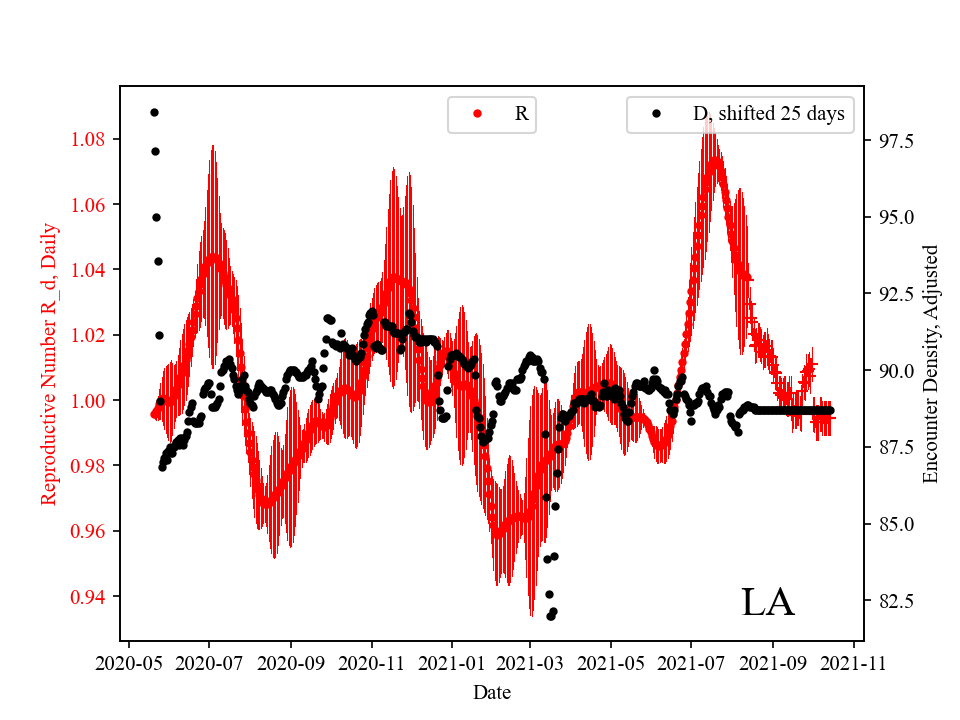 R
D, shifted 25 days
1.08
1.06
1.04
1.02
1.00
0.98
0.96
0.94
Reproductive Number R_d, Daily
97.5
95.0
92.5
90.0
87.5
85.0
82.5
Encounter Density, Adjusted
LA
2020-05 2020-07 2020-09 2020-11 2021-01 2021-03 2021-05 2021-07 2021-09 2021-11
Date